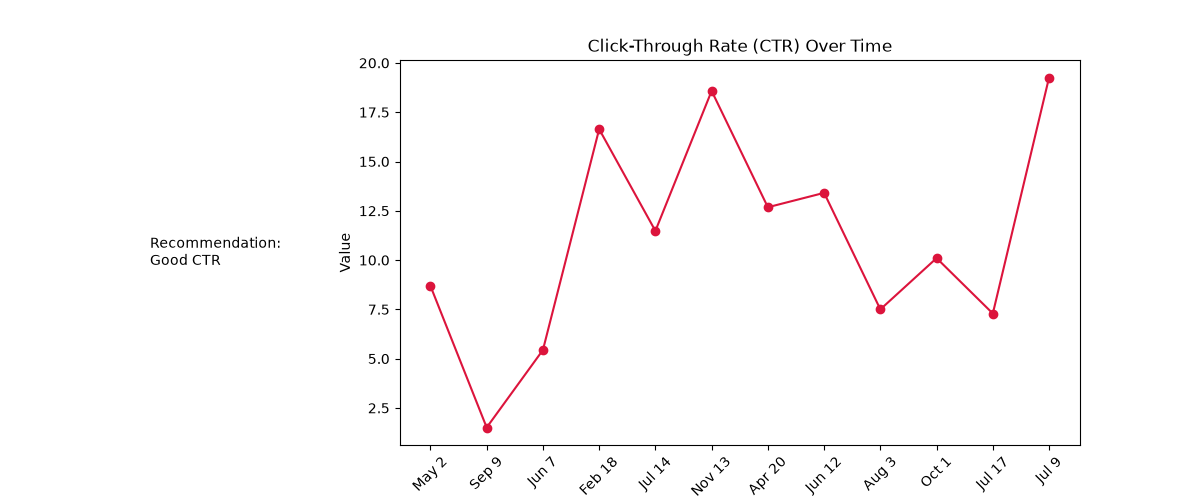 Click-Through Rate (CTR) Over Time
Recommendation:
Good CTR
Value
20.0
17.5
15.0
12.5
10.0
7.5
5.0
2.5
May 2
Sep 9
Jun 7
Feb 18
Jul 14
Nov 13
Apr 20
Jun 12
Aug 3
Oct 1
Jul 17
Jul 9